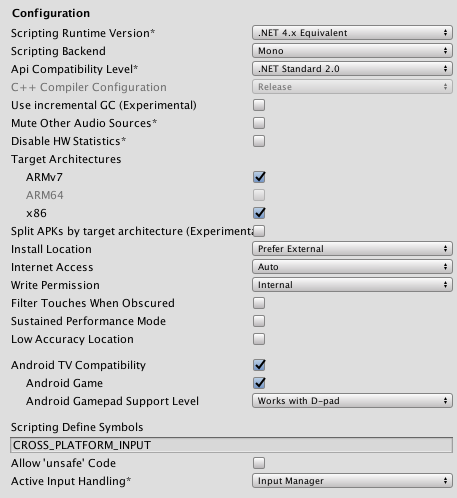 Configuration
Scripting Runtime Version* .NET 4.x Equivalent
Scripting Backend Mono
Api Compatibility Level* .NET Standard 2.0
C++ Compiler Configuration Release
Use incremental GC (Experimental)
Mute Other Audio Sources*
Disable HW Statistics*
Target Architectures
ARMv7
ARM64
x86
Split APKs by target architecture (Experimenta
Install Location Prefer External
Internet Access Auto
Write Permission Internal
Filter Touches When Obscured
Sustained Performance Mode
Low Accuracy Location
Android TV Compatibility
Android Game
Android Gamepad Support Level Works with D-pad
Scripting Define Symbols
CROSS_PLATFORM_INPUT
Allow 'unsafe' Code
Active Input Handling* Input Manager